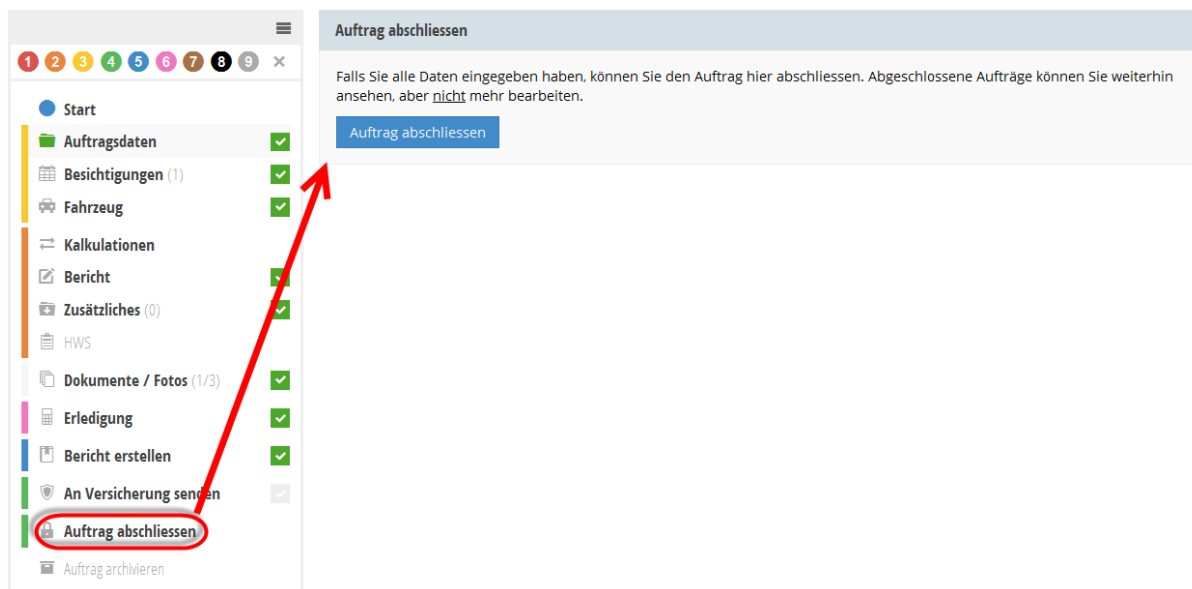 1 2 3 4 5 6 7 8 9 ×
Start
Auftragsdaten
Besichtigungen (1)
Fahrzeug
Kalkulationen
Bericht
Zusätzliches (0)
HWS
Dokumente / Fotos (1/3)
Erledigung
Bericht erstellen
An Versicherung senden
Auftrag abschliessen
Auftrag archivieren
Auftrag abschliessen
Falls Sie alle Daten eingegeben haben, können Sie den Auftrag hier abschliessen. Abgeschlossene Aufträge können Sie weiterhin
ansehen, aber nicht mehr bearbeiten.
Auftrag abschliessen